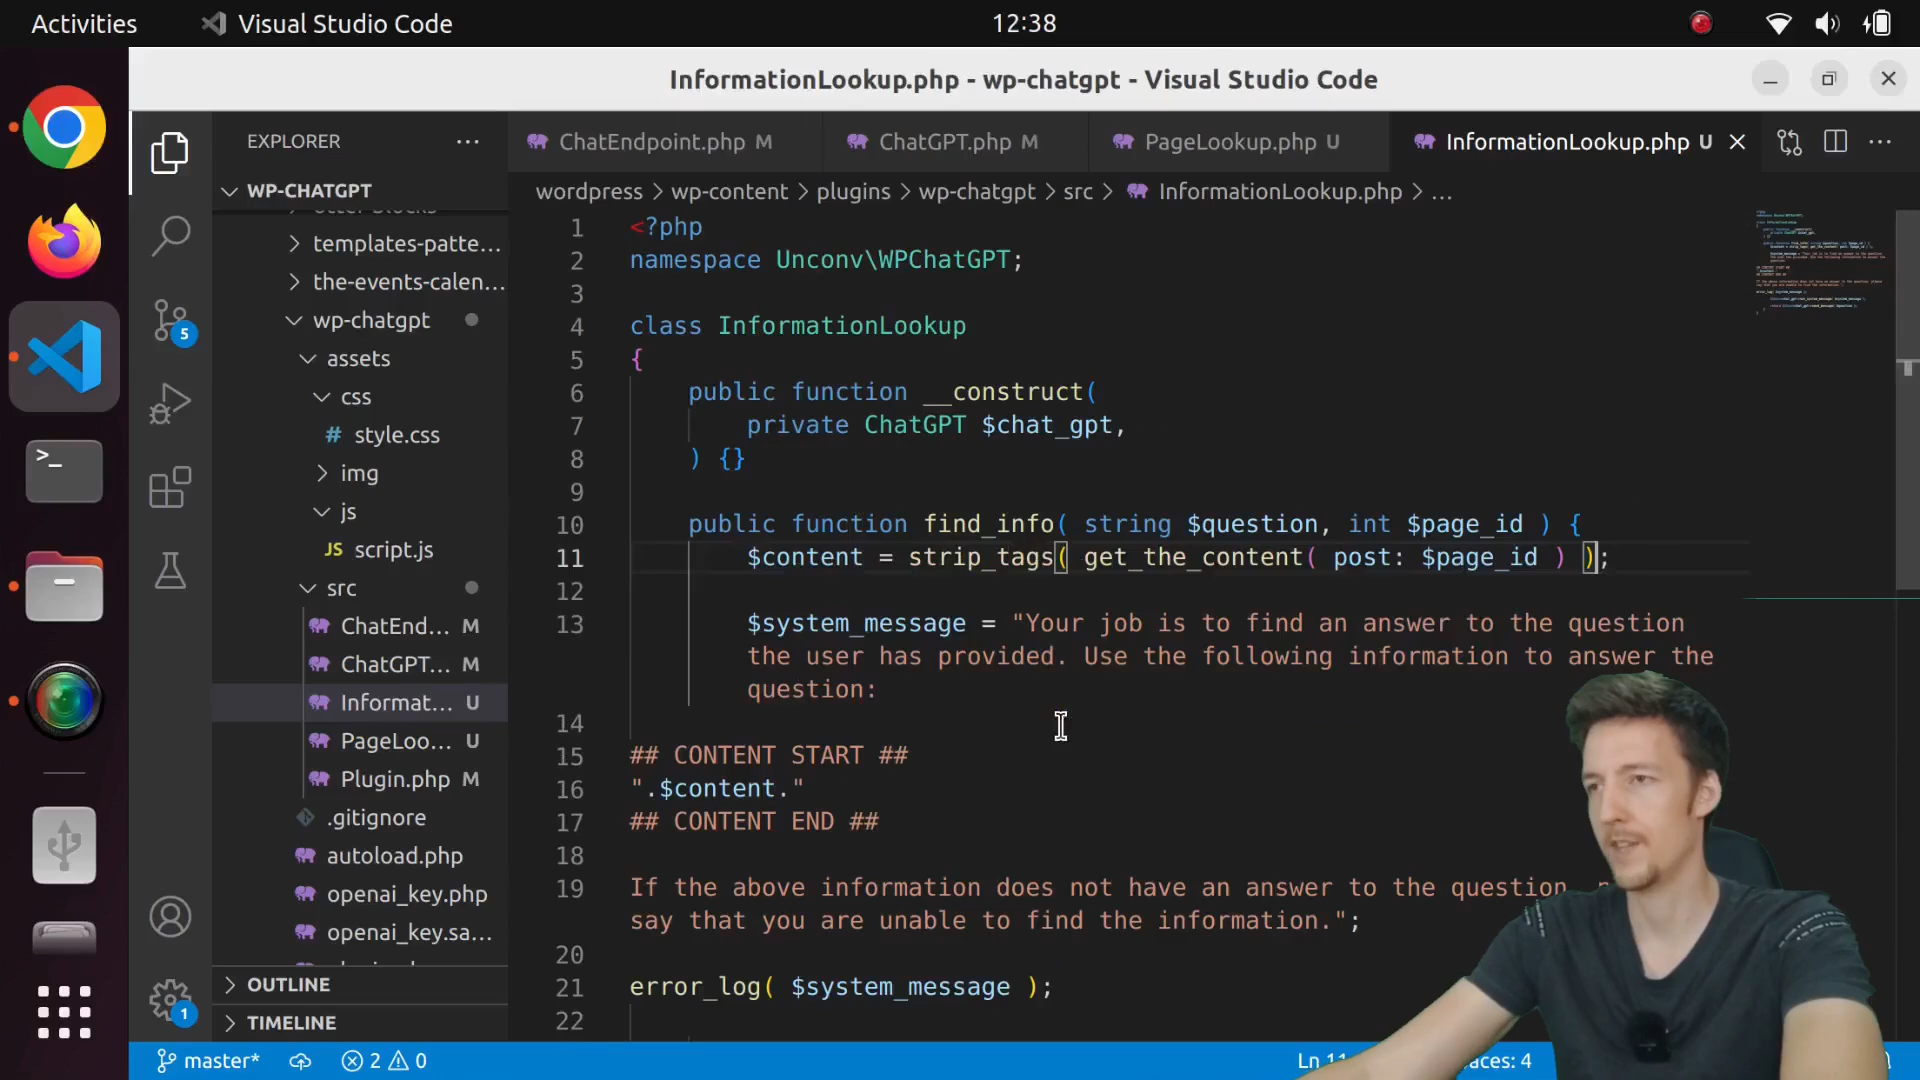 Activities
Visual Studio Code
12:38
InformationLookup.php - wp-chatgpt - Visual Studio Code
EXPLORER
ChatEndpoint.php M
ChatGPT.php M
PageLookup.php U
InformationLookup.php U
WP-CHATGPT
wordpress > wp-content > plugins > wp-chatgpt > src > InformationLookup.php > ...
templates-patte...
the-events-calen...
wp-chatgpt
assets
css
# style.css
img
js
JS script.js
src
ChatEnd... M
ChatGPT... M
Informat... U
PageLoo... U
Plugin.php M
.gitignore
autoload.php
openai_key.php
openai_key.sa...
OUTLINE
TIMELINE
5
1
1 <?php
2 namespace Unconv\WPChatGPT;
3
4 class InformationLookup
5 {
6 public function __construct(
7 private ChatGPT $chat_gpt,
8 ) {}
9
10 public function find_info( string $question, int $page_id ) {
11 $content = strip_tags( get_the_content( post: $page_id ) );
12
13 $system_message = "Your job is to find an answer to the question
the user has provided. Use the following information to answer the
question:
14
15 ## CONTENT START ##
16 ".$content."
17 ## CONTENT END ##
18
19 If the above information does not have an answer to the question,
say that you are unable to find the information.";
20
21 error_log( $system_message );
22
master*
2 0
Ln 11
aces: 4